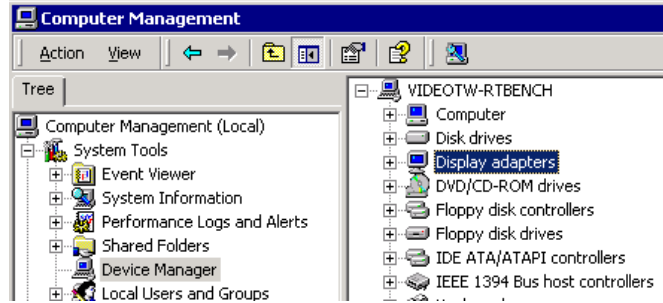 Computer Management
Action View
Tree
Computer Management (Local)
System Tools
Event Viewer
System Information
Performance Logs and Alerts
Shared Folders
Device Manager
Local Users and Groups
VIDEOTW-RTBENCH
Computer
Disk drives
Display adapters
DVD/CD-ROM drives
Floppy disk controllers
Floppy disk drives
IDE ATA/ATAPI controllers
IEEE 1394 Bus host controllers